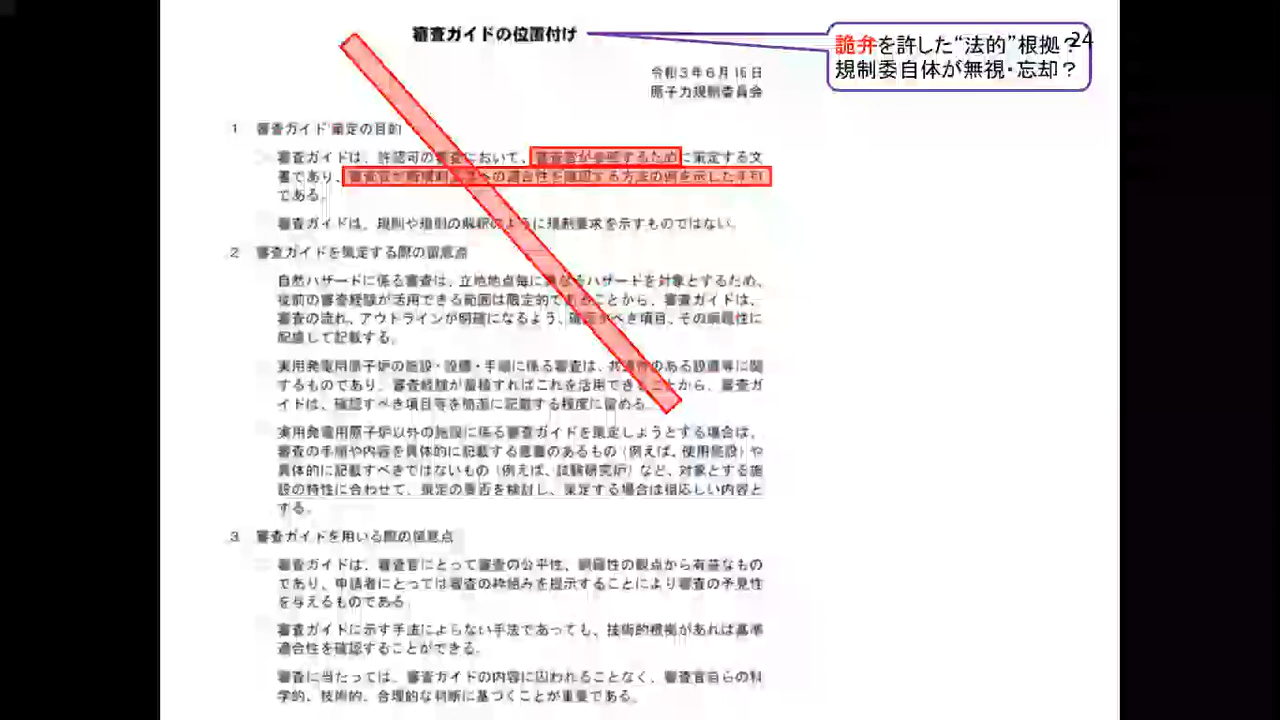 審査ガイドの位置付け
24
詭弁を許した“法的”根拠？
規制委自体が無視・忘却？
令和3年6月16日
原子力規制委員会
1 審査ガイド策定の目的
審査ガイドは、許認可の審査において、審査官が参照するために策定する文
書であり、審査官が新規制基準への適合性を確認する方法の例を示した手引
である。
審査ガイドは、規則や規則の解釈のように規制要求を示すものではない。
2 審査ガイドを策定する際の留意点
自然ハザードに係る審査は、立地地点毎に異なるハザードを対象とするため、
従前の審査経験が活用できる範囲は限定的であることから、審査ガイドは、
審査の流れ、アウトラインが明確になるよう、確認すべき項目、その網羅性に
配慮して記載する。
実用発電用原子炉の施設・設備・手順に係る審査は、共通性のある設備等に関
するものであり、審査経験が蓄積すればこれを活用できることから、審査ガ
イドは、確認すべき項目等を簡潔に記載する程度に留める。
実用発電用原子炉以外の施設に係る審査ガイドを策定しようとする場合は、
審査の手順や内容を具体的に記載する意義のあるもの（例えば、使用施設）や
具体的に記載すべきではないもの（例えば、試験研究炉）など、対象とする施
設の特性に合わせて、策定の要否を検討し、策定する場合は相応しい内容と
する。
3 審査ガイドを用いる際の留意点
審査ガイドは、審査官にとって審査の公平性、網羅性の観点から有益なもの
であり、申請者にとっては審査の枠組みを提示することにより審査の予見性
を与えるものである。
審査ガイドに示す手法によらない手法であっても、技術的根拠があれば基準
適合性を確認することができる。
審査に当たっては、審査ガイドの内容に囚われることなく、審査官自らの科
学的、技術的、合理的な判断に基づくことが重要である。